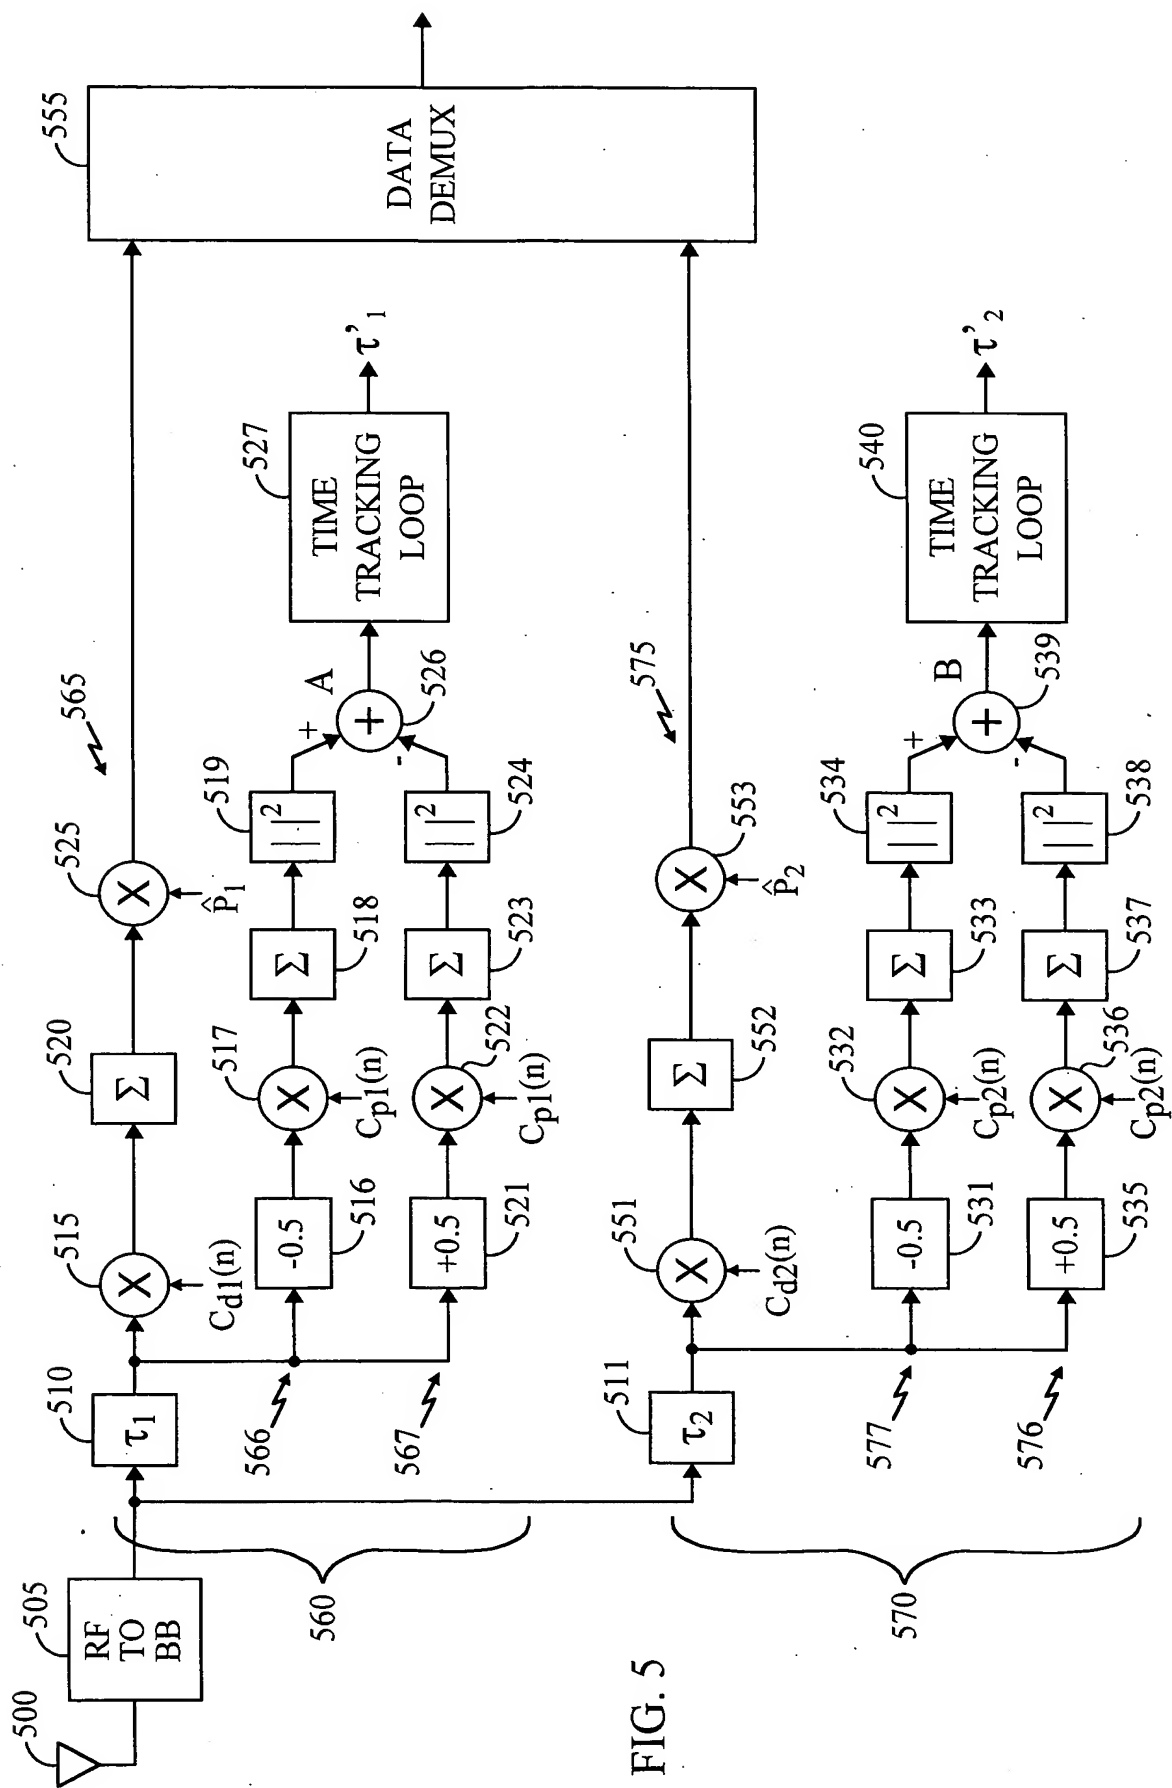 500
505
RF
TO
BB
510
τ1
515
X
Cd1(n)
520
Σ
525
X
P̂1
565
555
DATA
DEMUX
566
-0.5
516
517
X
Cp1(n)
Σ
518
519
| |2
+
567
+0.5
521
522
X
Cp1(n)
Σ
523
524
| |2
-
A
+
526
527
TIME
TRACKING
LOOP
τ'1
560
511
τ2
551
X
Cd2(n)
Σ
552
X
553
P̂2
575
577
-0.5
531
532
X
Cp2(n)
Σ
533
534
| |2
+
576
+0.5
535
536
X
Cp2(n)
Σ
537
538
| |2
-
B
+
539
540
TIME
TRACKING
LOOP
τ'2
570
FIG. 5